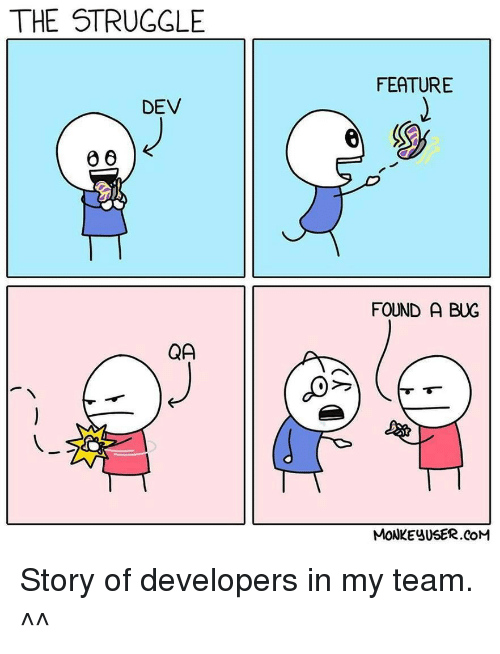 THE STRUGGLE
DEV
FEATURE
QA
FOUND A BUG
MONKEYUSER.COM
Story of developers in my team.
^^